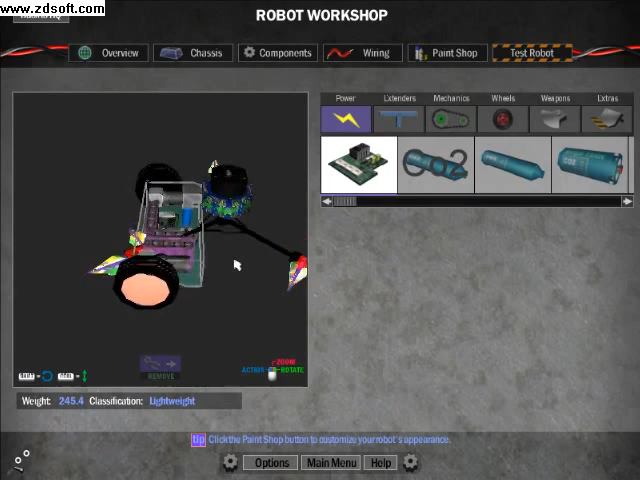 www.zdsoft.com
ROBOT WORKSHOP
Overview
Chassis
Components
Wiring
Paint Shop
Test Robot
Power
Extenders
Mechanics
Wheels
Weapons
Extras
CO2
ZOOM
ROTATE
REMOVE
Weight: 245.4 Classification: Lightweight
tip Click the Paint Shop button to customize your robot's appearance.
Options
Main Menu
Help